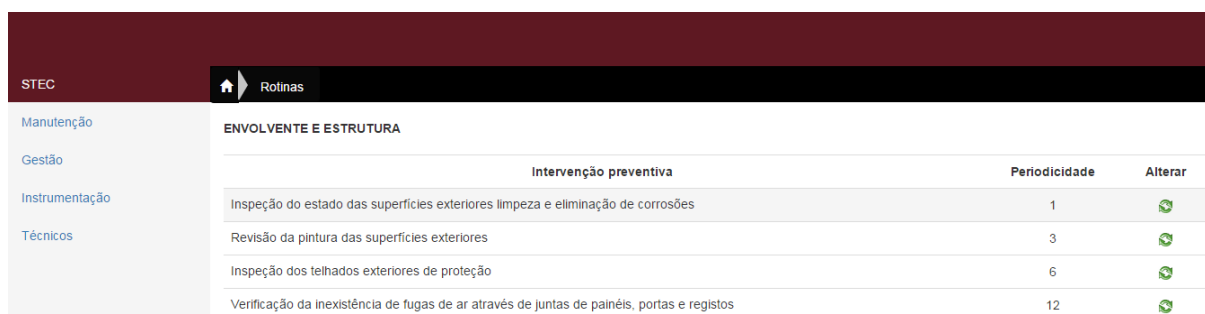 STEC
Rotinas
Manutenção
Gestão
Instrumentação
Técnicos
ENVOLVENTE E ESTRUTURA
Intervenção preventiva Periodicidade Alterar
Inspeção do estado das superfícies exteriores limpeza e eliminação de corrosões 1
Revisão da pintura das superfícies exteriores 3
Inspeção dos telhados exteriores de proteção 6
Verificação da inexistência de fugas de ar através de juntas de painéis, portas e registos 12